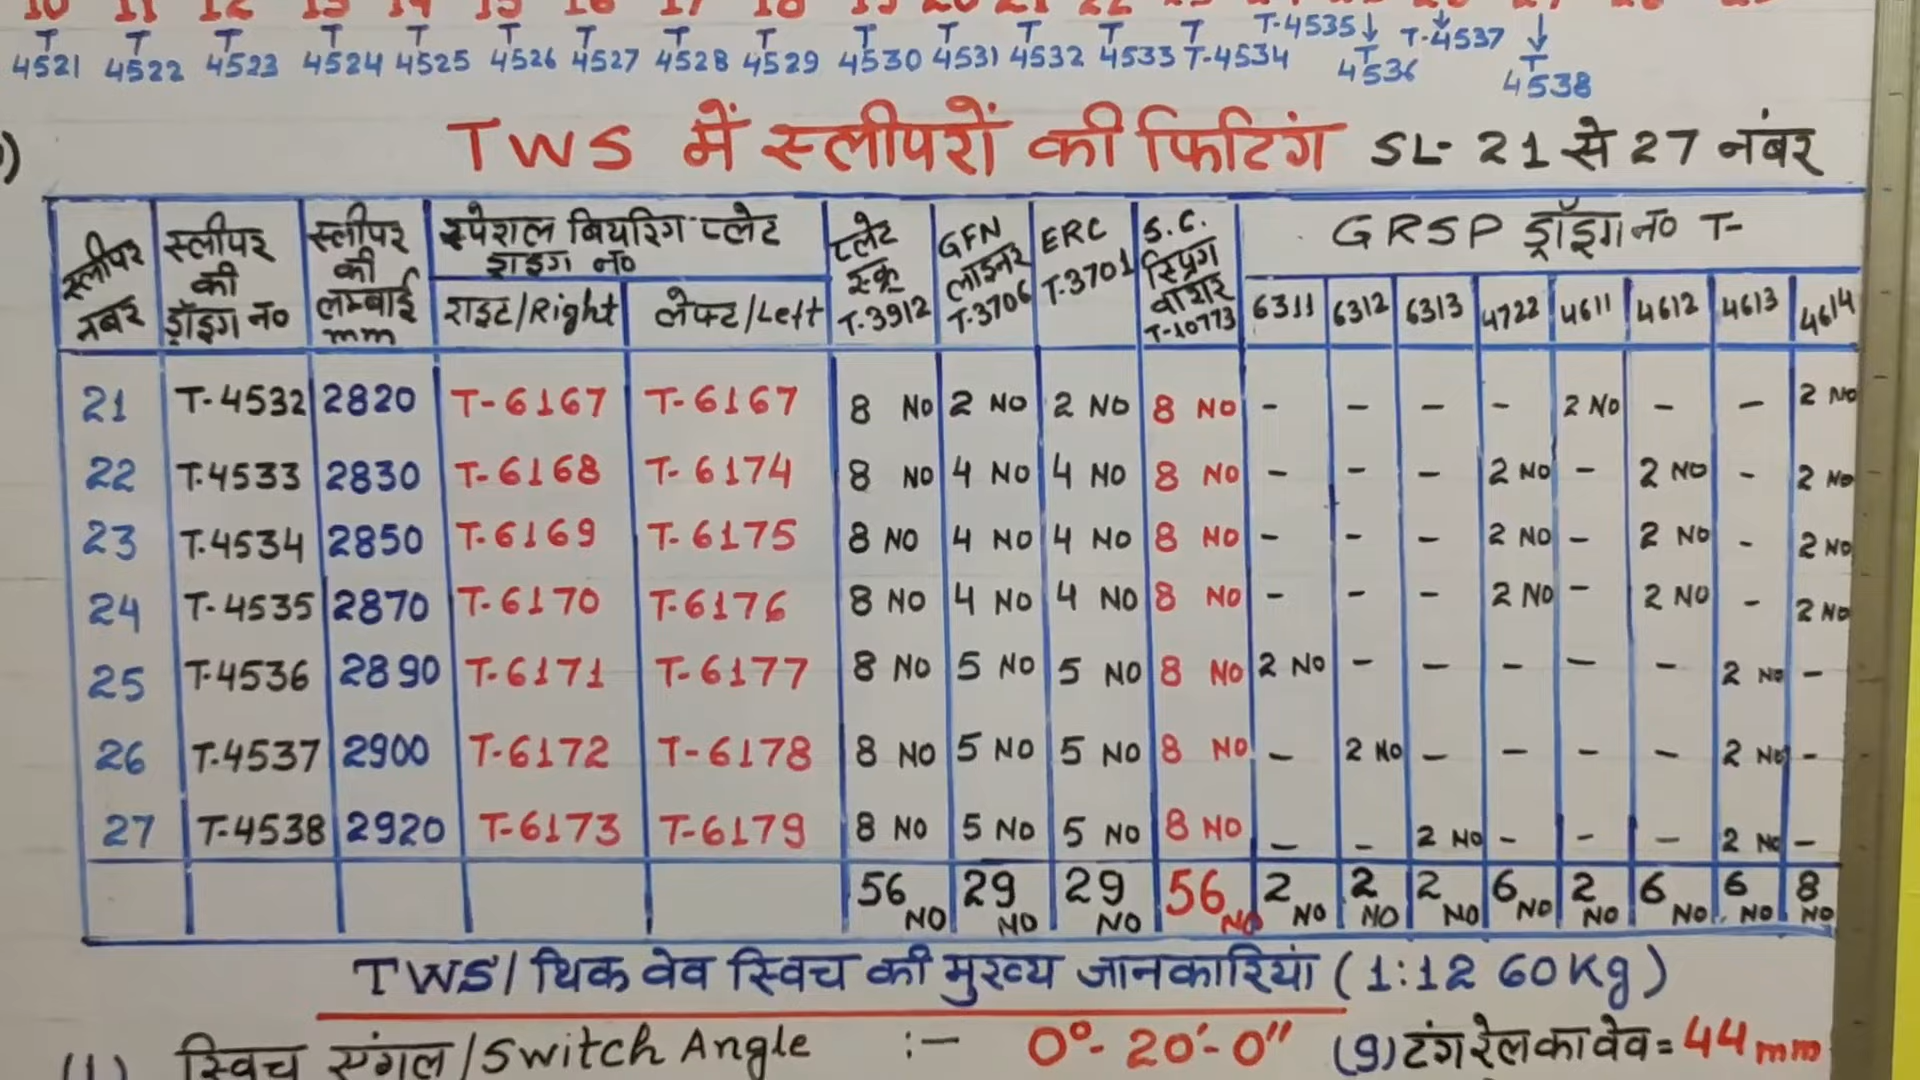 T T T T T T T T T T T T T T-4535↓ T-4537 ↓
4521 4522 4523 4524 4525 4526 4527 4528 4529 4530 4531 4532 4533 T-4534 T 4536 T 4538
TWS में स्लीपरों की फिटिंग SL- 21 से 27 नंबर
स्लीपर नंबर स्लीपर की ड्रॉइंग नं० स्लीपर की लम्बाई mm स्पेशल बियरिंग प्लेट ड्राइंग नं० प्लेट स्क्रू T-3912 GFN लाइनर T-3706 ERC T-3701 S.C. स्प्रिंग वाशर T-10773 GRSP ड्रॉइंग नं० T-
राइट/Right लेफ्ट/Left 6311 6312 6313 4722 4611 4612 4613 4614
21 T-4532 2820 T-6167 T-6167 8 NO 2 NO 2 NO 8 NO - - - - 2 NO - - 2 NO
22 T-4533 2830 T-6168 T-6174 8 NO 4 NO 4 NO 8 NO - - - 2 NO - 2 NO - 2 NO
23 T-4534 2850 T-6169 T-6175 8 NO 4 NO 4 NO 8 NO - - - 2 NO - 2 NO - 2 NO
24 T-4535 2870 T-6170 T-6176 8 NO 4 NO 4 NO 8 NO - - - 2 NO - 2 NO - 2 NO
25 T-4536 2890 T-6171 T-6177 8 NO 5 NO 5 NO 8 NO 2 NO - - - - - 2 NO -
26 T-4537 2900 T-6172 T-6178 8 NO 5 NO 5 NO 8 NO - 2 NO - - - - 2 NO -
27 T-4538 2920 T-6173 T-6179 8 NO 5 NO 5 NO 8 NO - - 2 NO - - - 2 NO -
56 NO 29 NO 29 NO 56 NO 2 NO 2 NO 2 NO 6 NO 2 NO 6 NO 6 NO 8 NO
TWS/थिक वेव स्विच की मुख्य जानकारियां (1:12 60Kg)
(1) स्विच एंगल/Switch Angle :- 0°-20'-0" (9) टंग रेल का वेव = 44mm